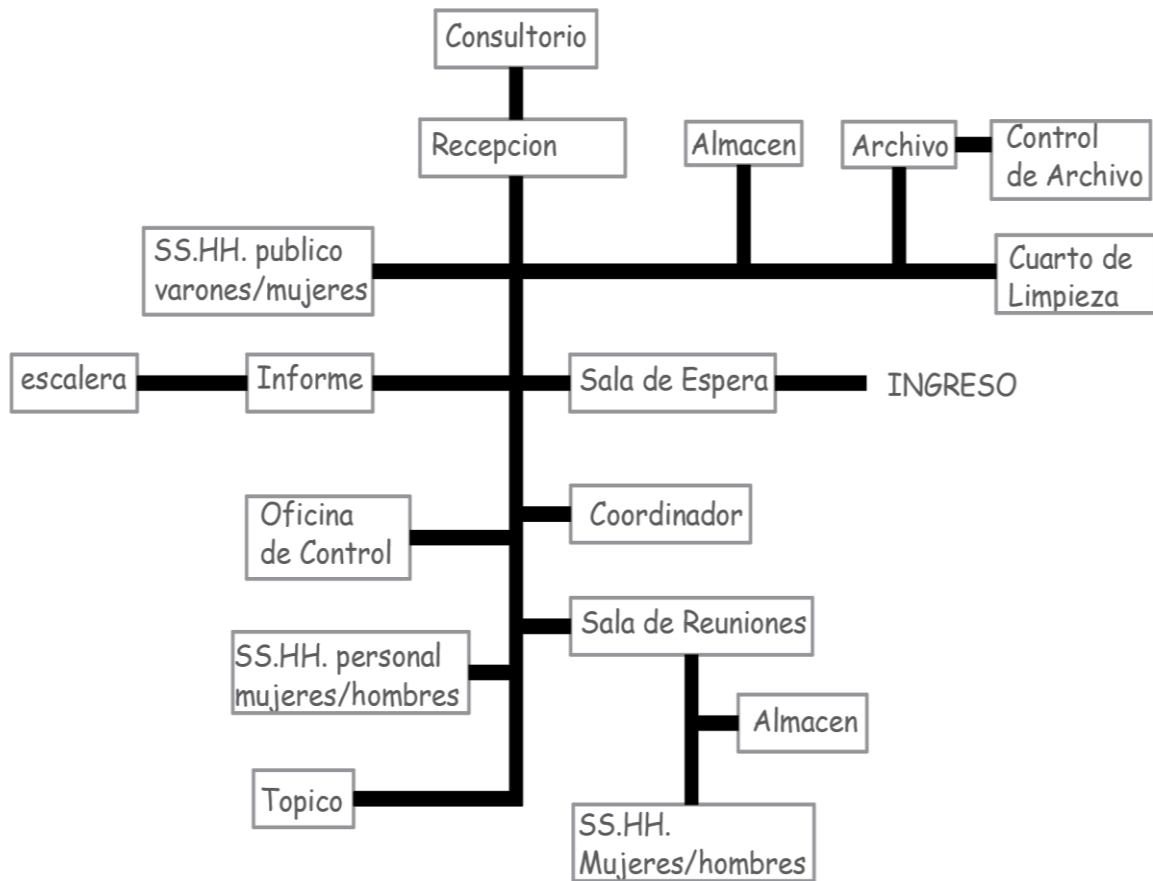 Consultorio
Recepcion
Almacen
Archivo
Control
de Archivo
SS.HH. publico
varones/mujeres
Cuarto de
Limpieza
escalera
Informe
Sala de Espera
INGRESO
Oficina
de Control
Coordinador
Sala de Reuniones
SS.HH. personal
mujeres/hombres
Almacen
Topico
SS.HH.
Mujeres/hombres